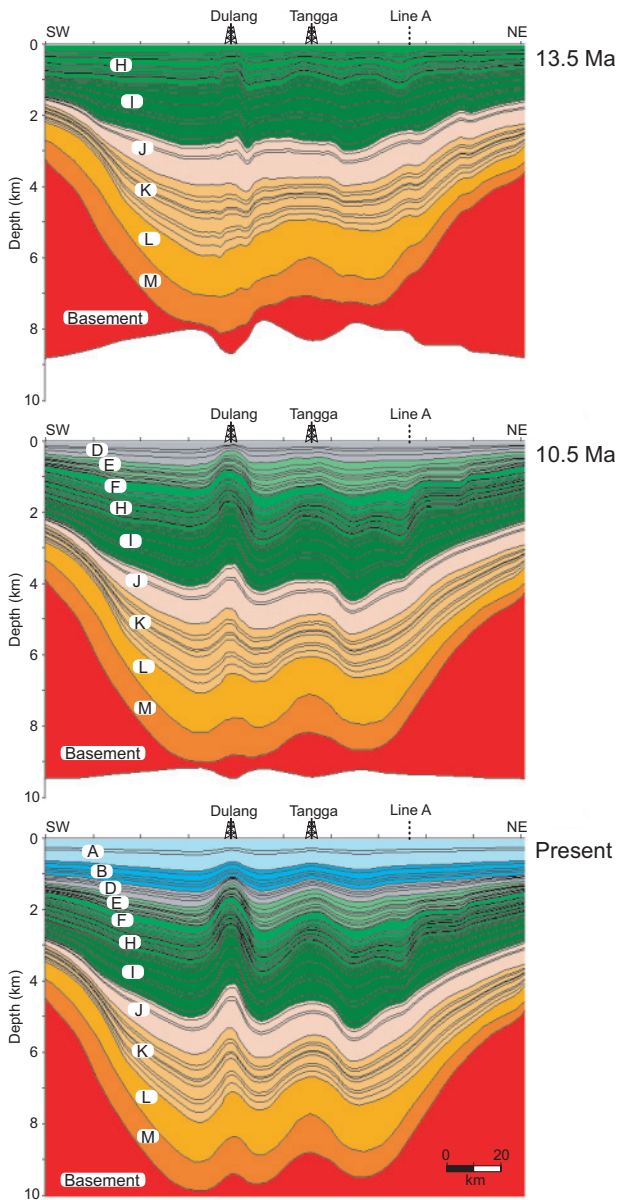 Dulang Tangga Line A
SW NE
13.5 Ma
0
2
4
6
8
10
Depth (km)
H
I
J
K
L
M
Basement
Dulang Tangga Line A
SW NE
10.5 Ma
0
2
4
6
8
10
Depth (km)
D
E
F
H
I
J
K
L
M
Basement
Dulang Tangga Line A
SW NE
Present
0
2
4
6
8
10
Depth (km)
A
B
D
E
F
H
I
J
K
L
M
Basement
0 20
km